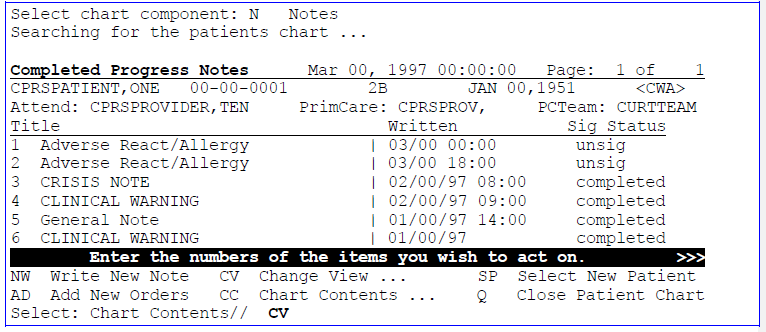 Select chart component: N   Notes
Searching for the patients chart ...
Completed Progress Notes      Mar 00, 1997 00:00:00   Page:  1 of    1
CPRSPATIENT,ONE   00-00-0001        2B        JAN 00,1951      <CWA>
Attend: CPRSPROVIDER,TEN     PrimCare: CPRSPROV,     PCTeam: CURTTEAM
Title                                 Written           Sig Status
1  Adverse React/Allergy            | 03/00 00:00        unsig
2  Adverse React/Allergy            | 03/00 18:00        unsig
3  CRISIS NOTE                      | 02/00/97 08:00     completed
4  CLINICAL WARNING                 | 02/00/97 09:00     completed
5  General Note                     | 01/00/97 14:00     completed
6  CLINICAL WARNING                 | 01/00/97           completed
Enter the numbers of the items you wish to act on.         >>>
NW  Write New Note   CV  Change View ...       SP  Select New Patient
AD  Add New Orders   CC  Chart Contents ...    Q   Close Patient Chart
Select: Chart Contents//  CV